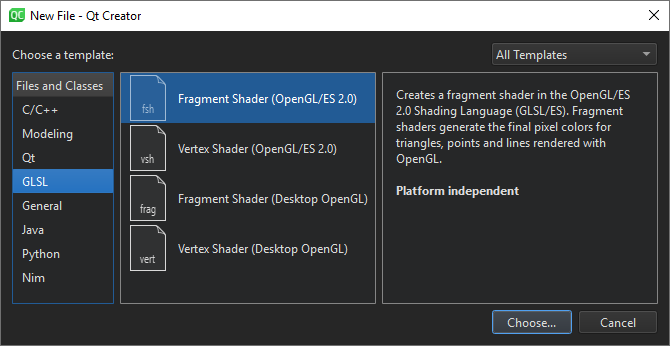 QC New File - Qt Creator
Choose a template:
All Templates
Files and Classes
C/C++
Modeling
Qt
GLSL
General
Java
Python
Nim
fsh Fragment Shader (OpenGL/ES 2.0)
vsh Vertex Shader (OpenGL/ES 2.0)
frag Fragment Shader (Desktop OpenGL)
vert Vertex Shader (Desktop OpenGL)
Creates a fragment shader in the OpenGL/ES
2.0 Shading Language (GLSL/ES). Fragment
shaders generate the final pixel colors for
triangles, points and lines rendered with
OpenGL.
Platform independent
Choose...
Cancel